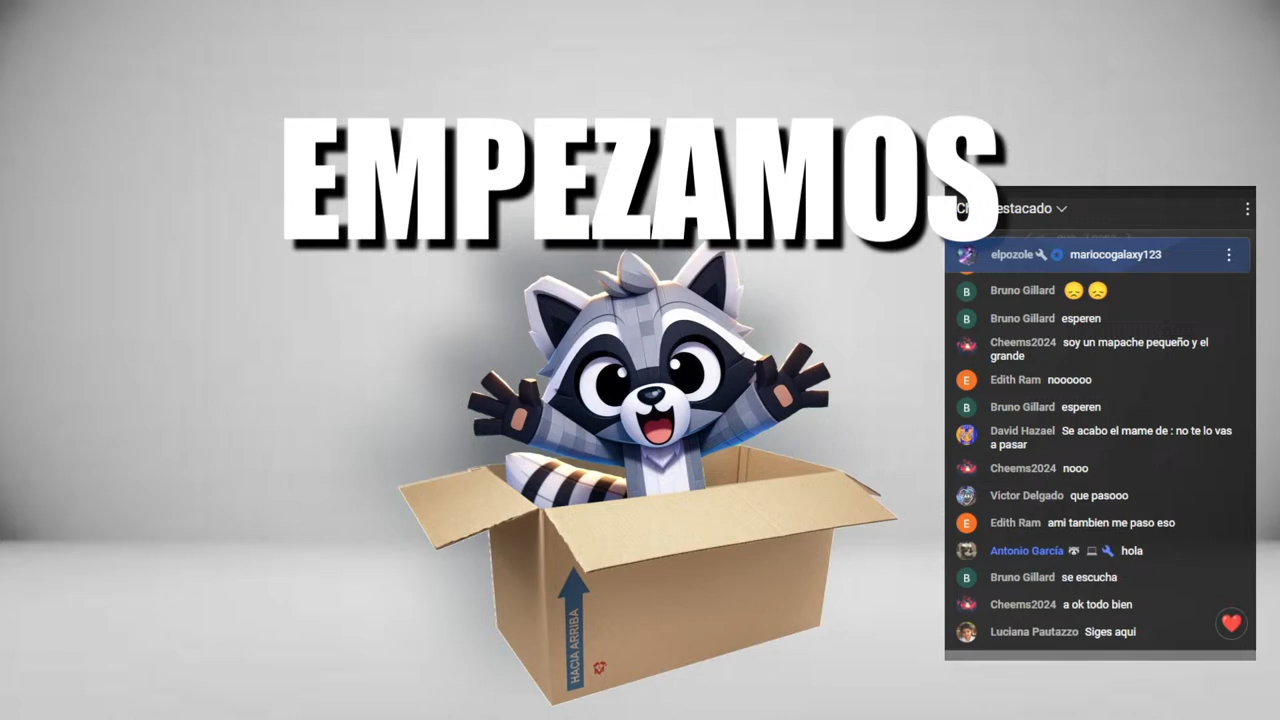 EMPEZAMOS
estacado
elpozole mariocogalaxy123
B Bruno Gillard 😞 😞
B Bruno Gillard esperen
Cheems2024 soy un mapache pequeño y el
grande
E Edith Ram noooooo
B Bruno Gillard esperen
David Hazael Se acabo el mame de : no te lo vas
a pasar
Cheems2024 nooo
Victor Delgado que pasooo
E Edith Ram ami tambien me paso eso
Antonio García hola
B Bruno Gillard se escucha
Cheems2024 a ok todo bien
Luciana Pautazzo Siges aqui
HACIA ARRIBA